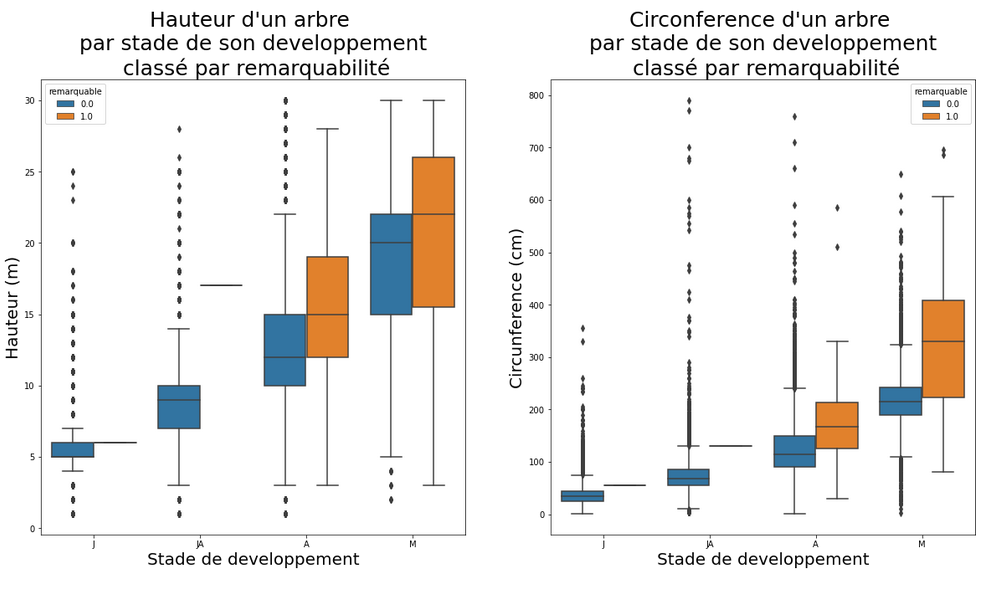 Hauteur d'un arbre
par stade de son developpement
classé par remarquabilité
remarquable
0.0
1.0
30
25
20
15
10
5
0
Hauteur (m)
J
JA
A
M
Stade de developpement
Circonference d'un arbre
par stade de son developpement
classé par remarquabilité
remarquable
0.0
1.0
800
700
600
500
400
300
200
100
0
Circunference (cm)
J
JA
A
M
Stade de developpement